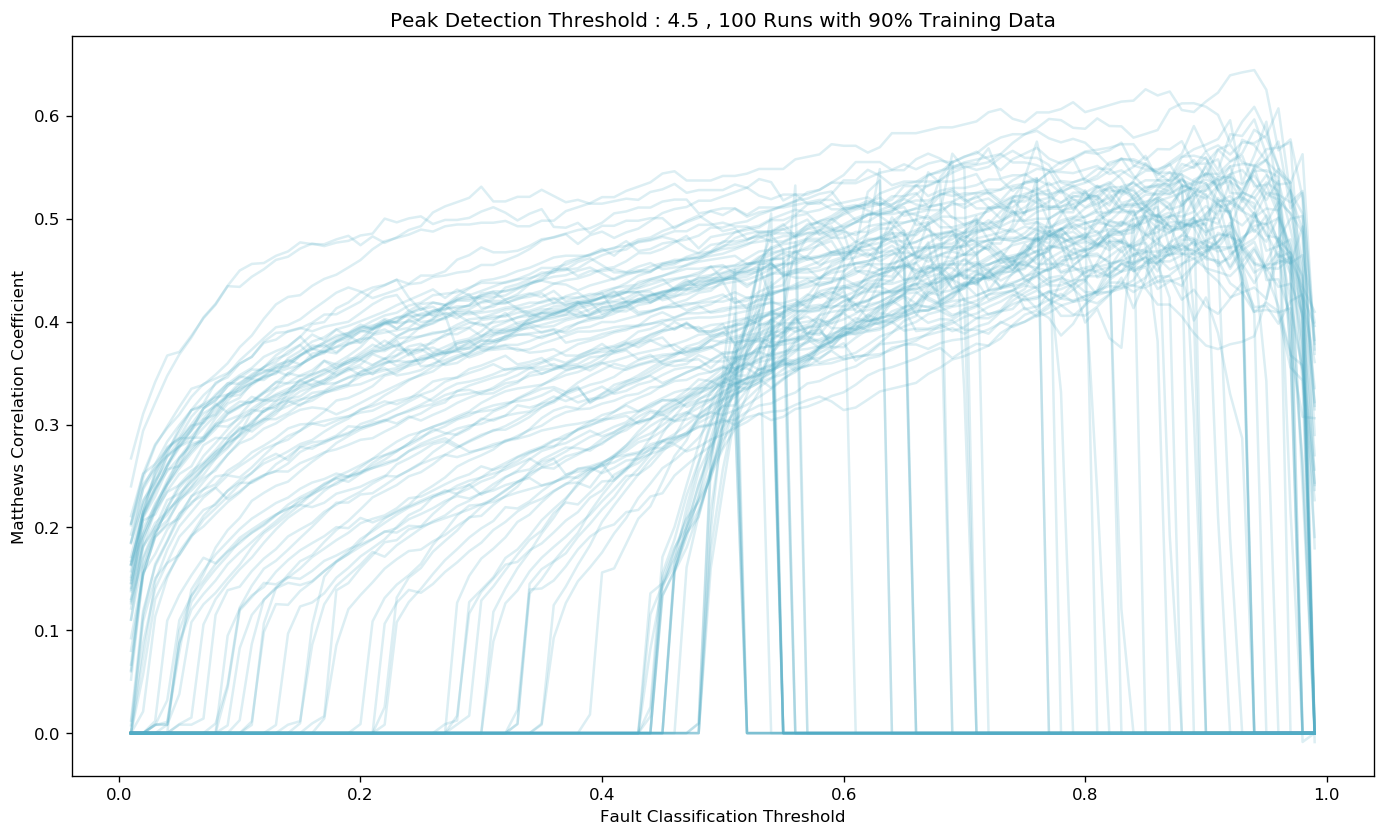 Peak Detection Threshold : 4.5 , 100 Runs with 90% Training Data
Matthews Correlation Coefficient
0.6
0.5
0.4
0.3
0.2
0.1
0.0
0.0 0.2 0.4 0.6 0.8 1.0
Fault Classification Threshold